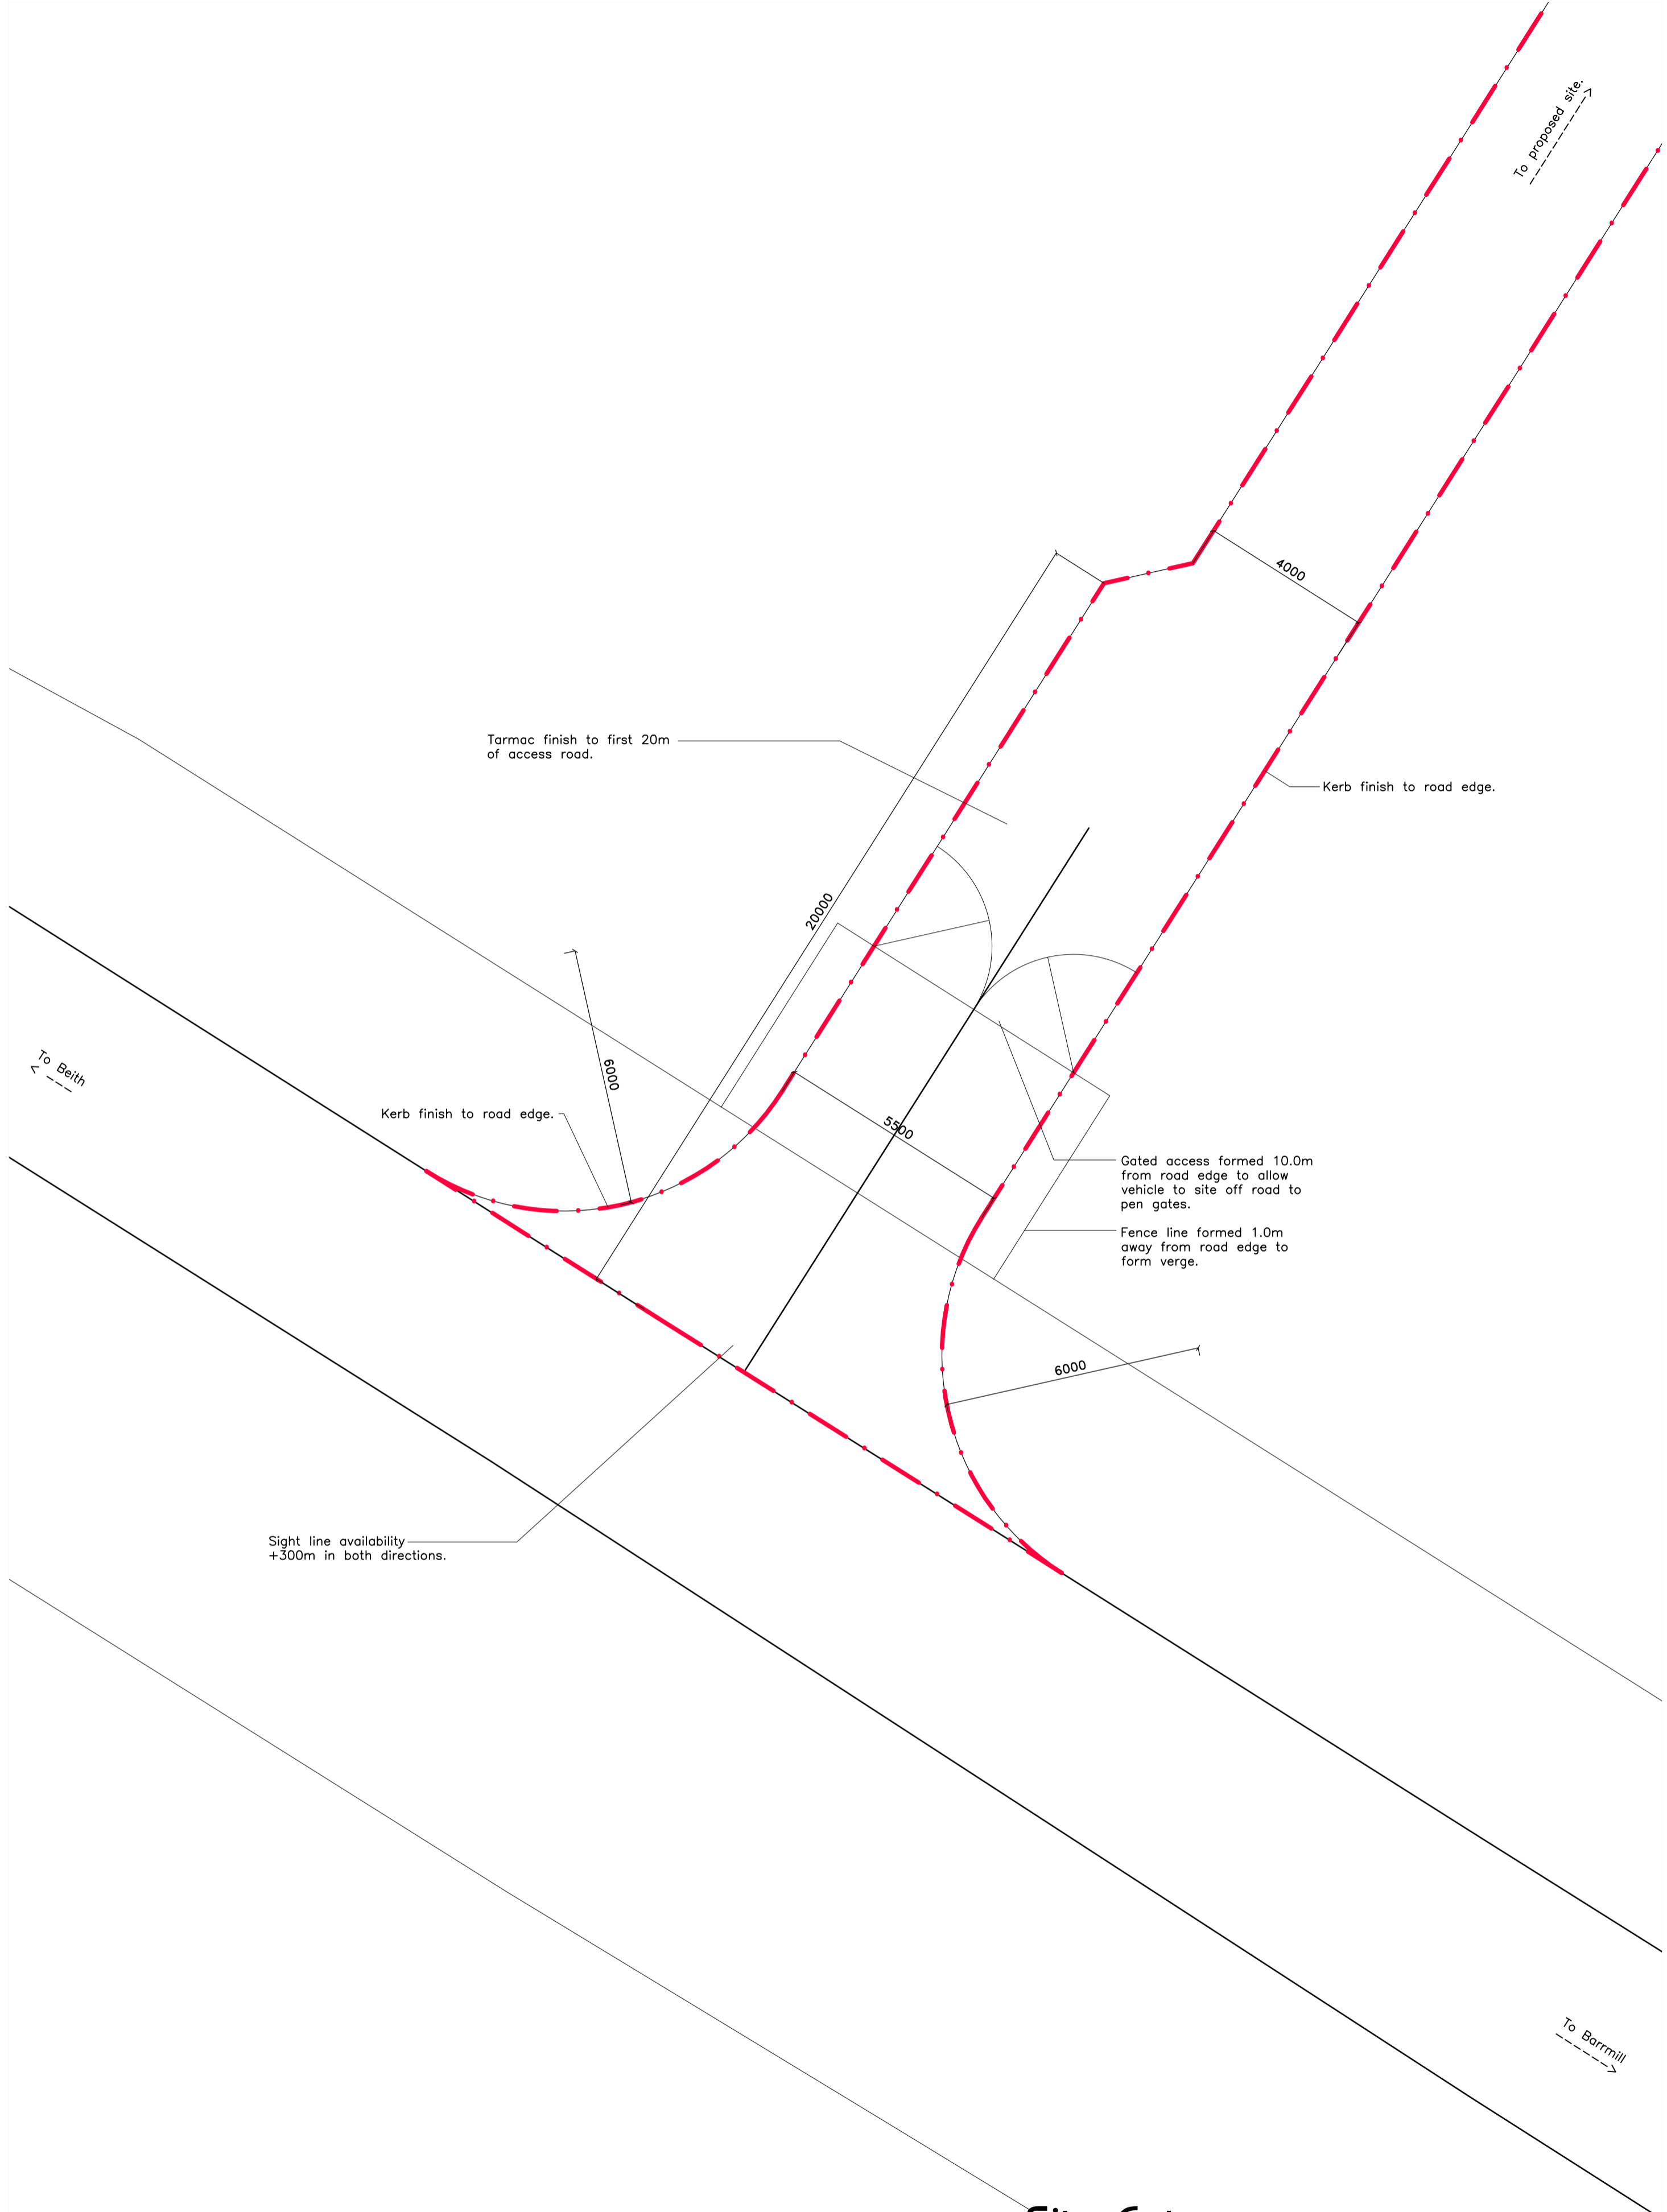 To proposed site.
4000
Tarmac finish to first 20m
of access road.
Kerb finish to road edge.
20000
6000
To Beith
Kerb finish to road edge.
5500
Gated access formed 10.0m
from road edge to allow
vehicle to site off road to
pen gates.
Fence line formed 1.0m
away from road edge to
form verge.
6000
Sight line availability
+300m in both directions.
To Barrmill